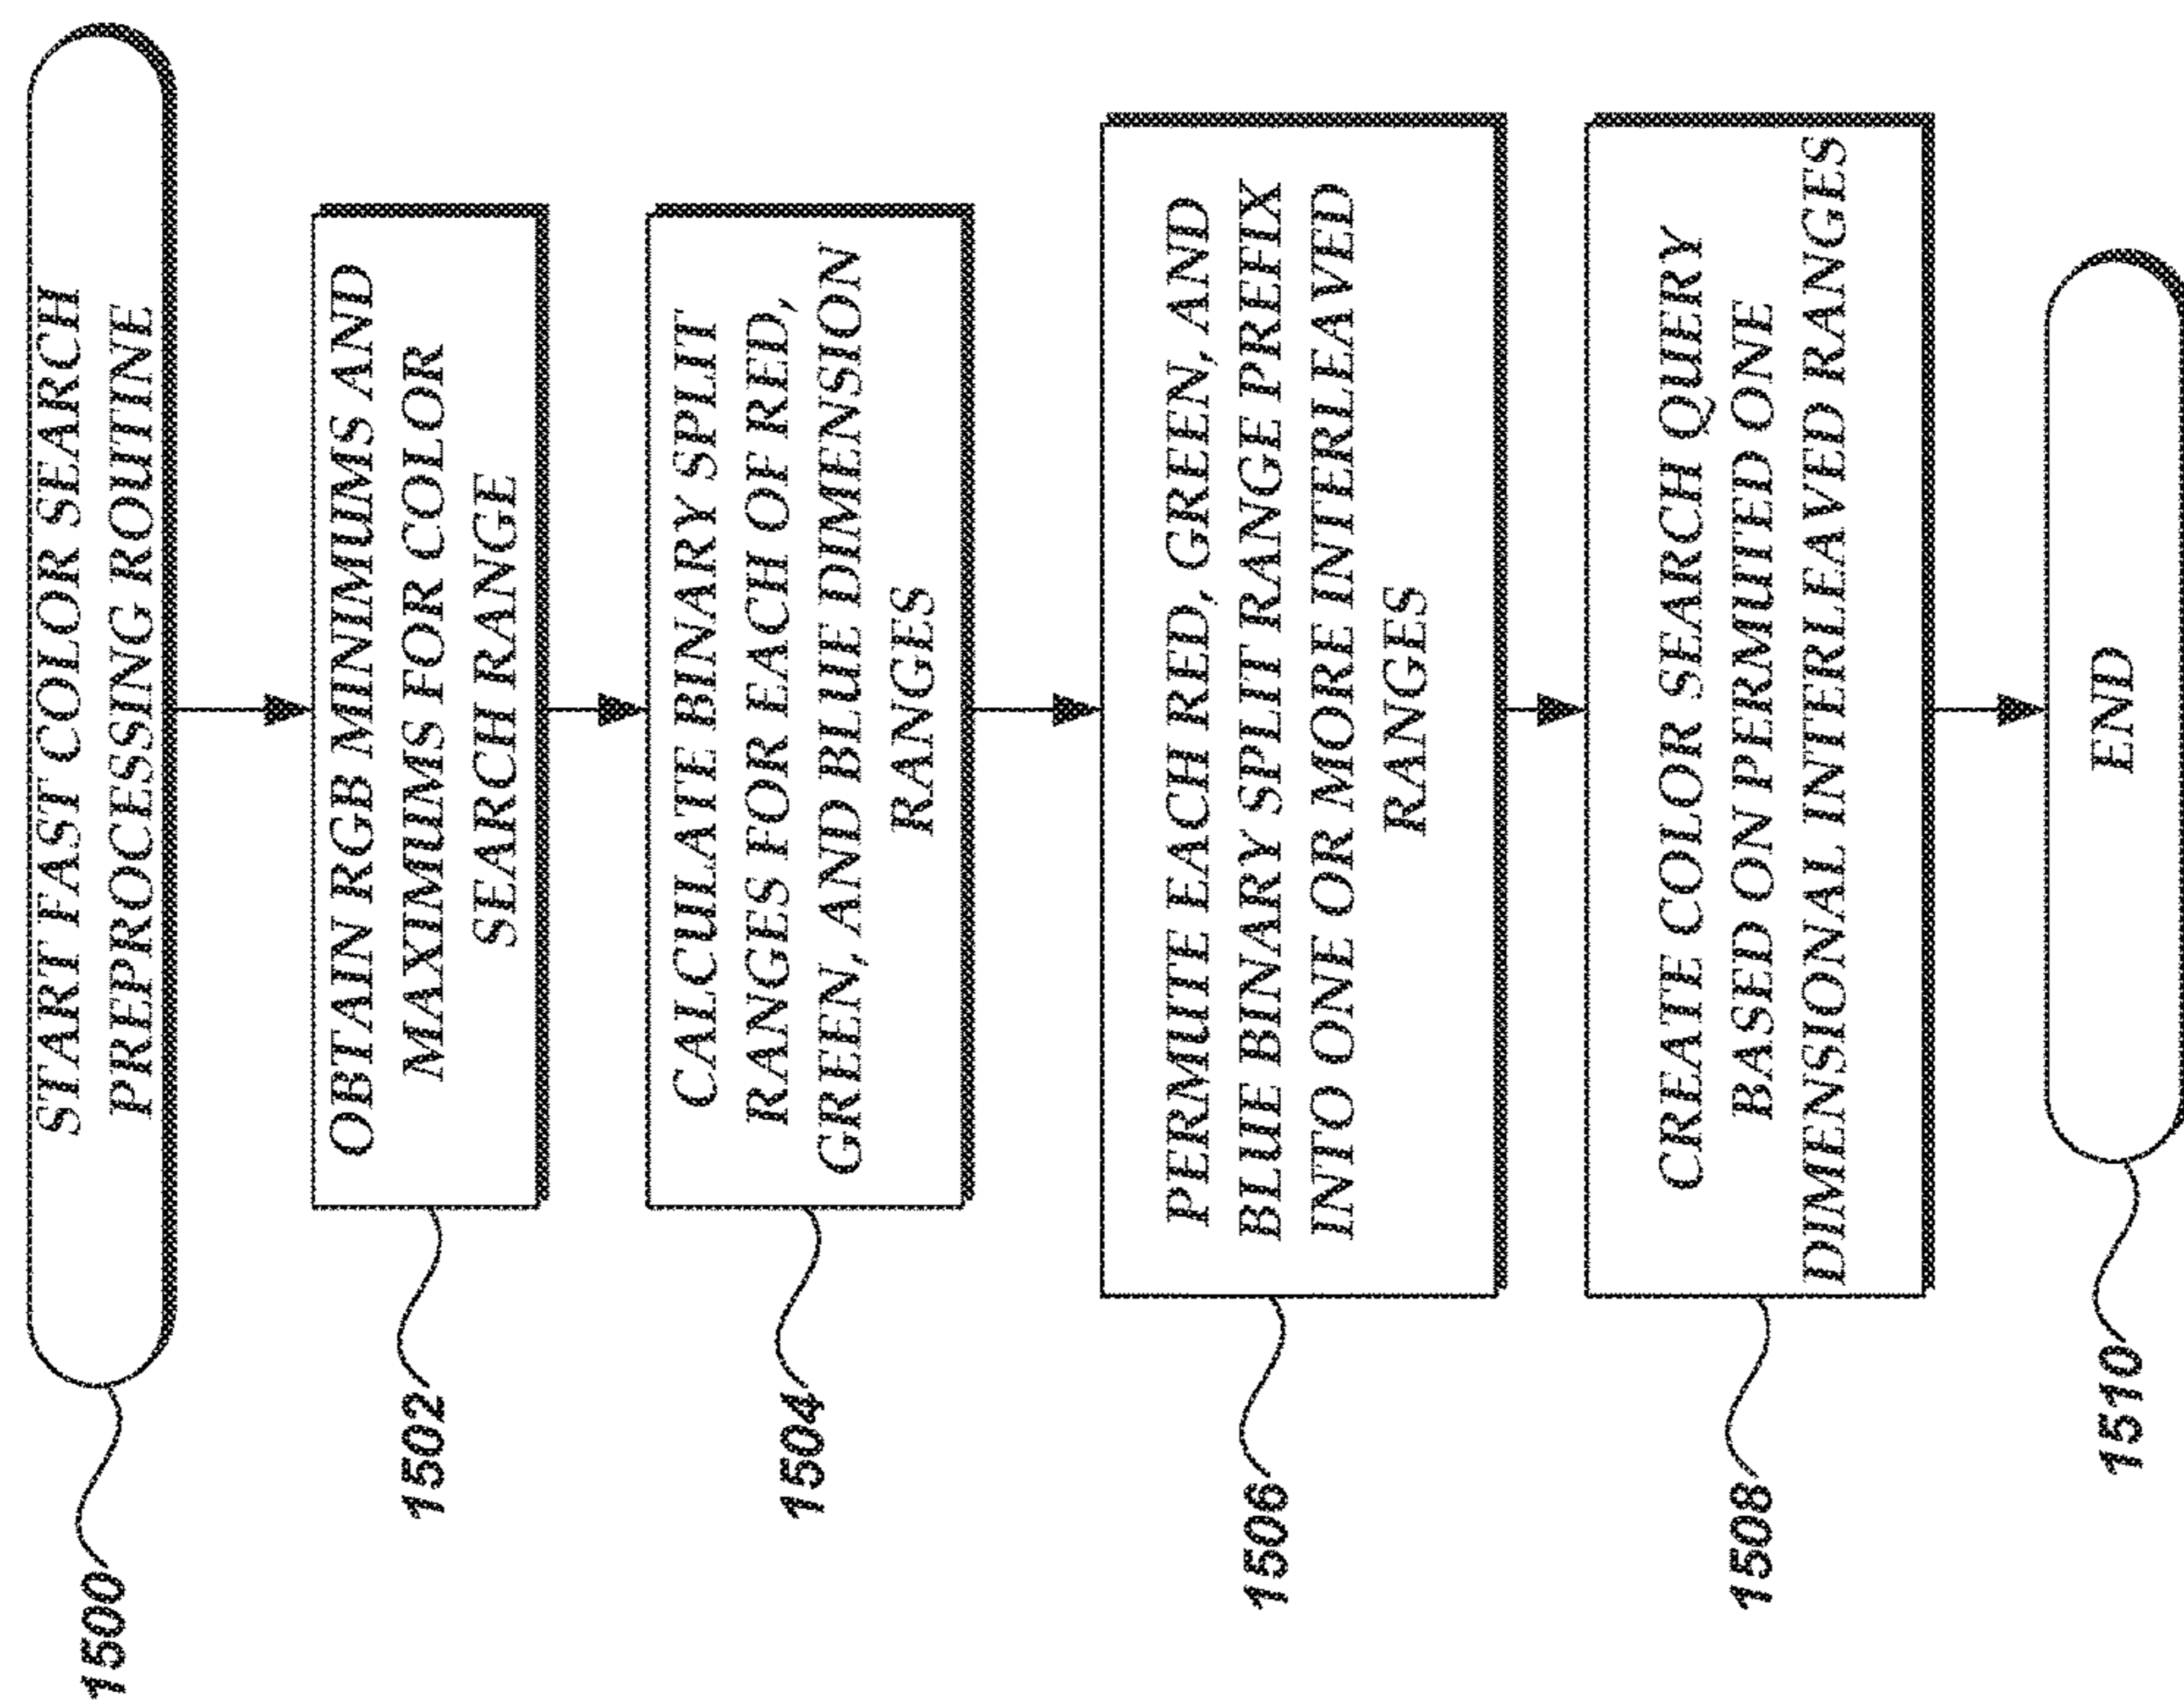 START FAST COLOR SEARCH
PREPROCESSING ROUTINE
1500
OBTAIN RGB MINIMUMS AND
MAXIMUMS FOR COLOR
SEARCH RANGE
1502
CALCULATE BINARY SPLIT
RANGES FOR EACH OF RED,
GREEN, AND BLUE DIMENSION
RANGES
1504
PERMUTE EACH RED, GREEN, AND
BLUE BINARY SPLIT RANGE PREFIX
INTO ONE OR MORE INTERLEAVED
RANGES
1506
CREATE COLOR SEARCH QUERY
BASED ON PERMUTED ONE
DIMENSIONAL INTERLEAVED RANGES
1508
END
1510